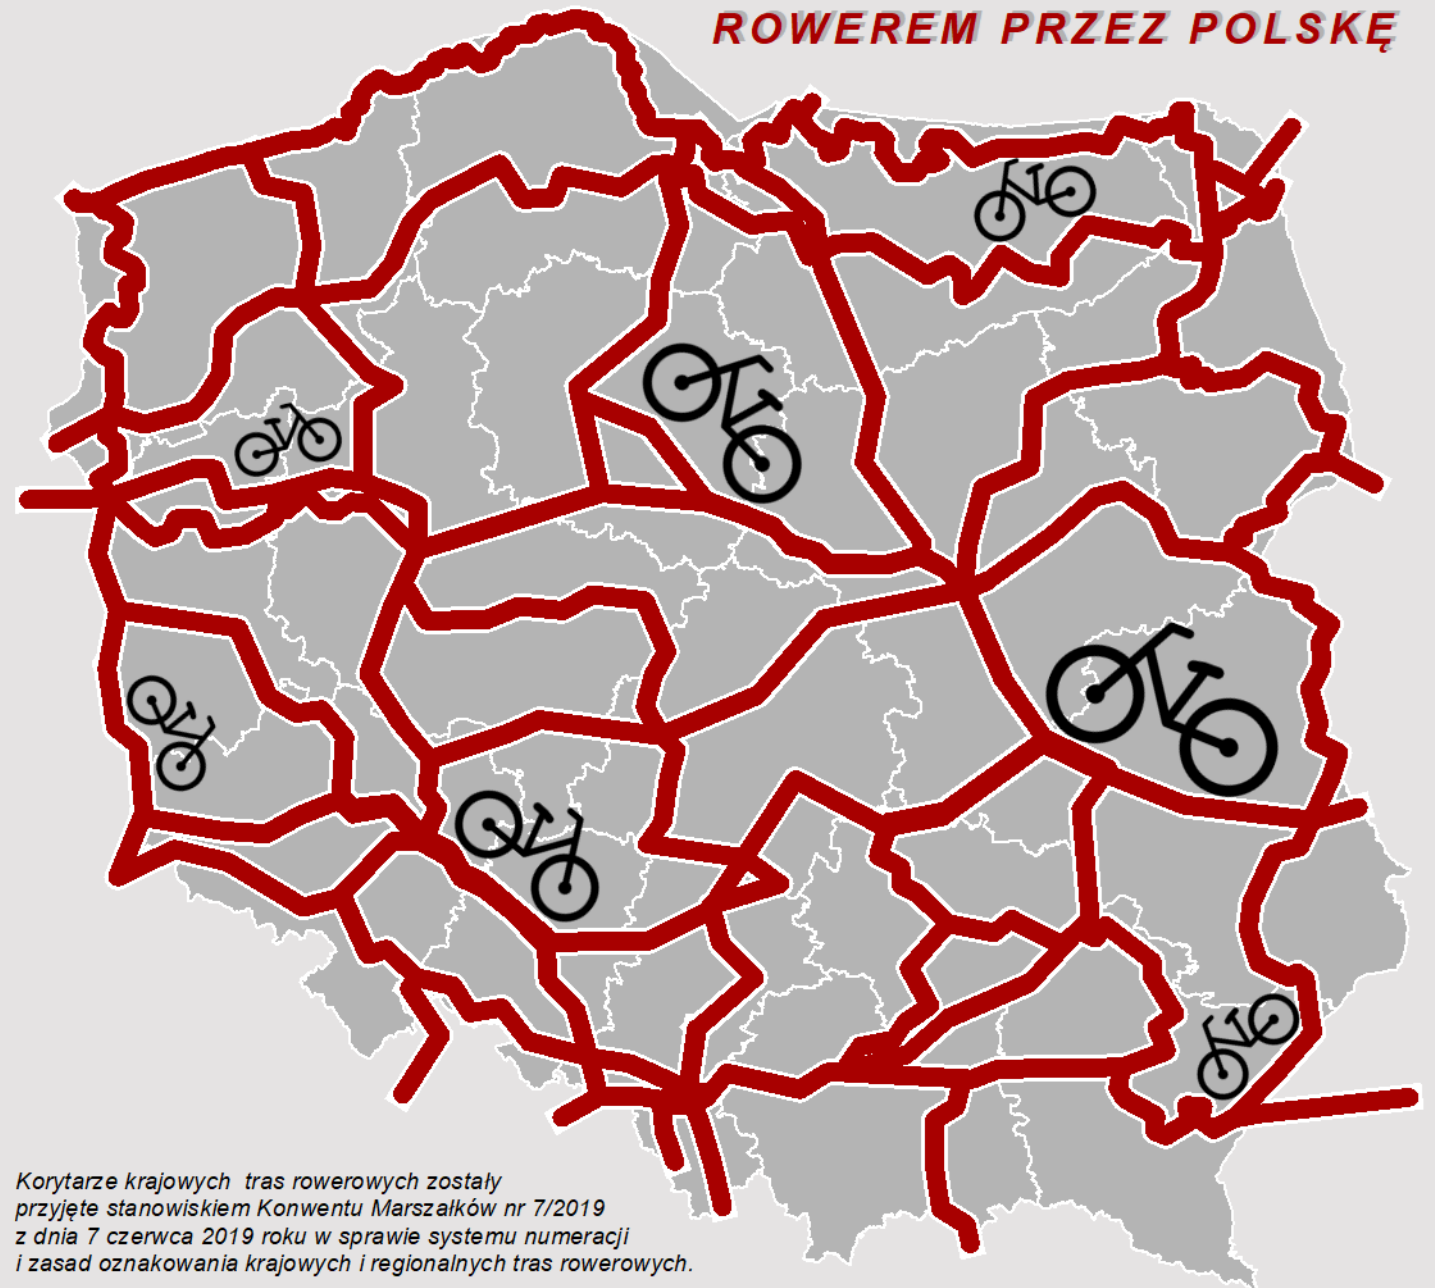 ROWEREM PRZEZ POLSKĘ
Korytarze krajowych tras rowerowych zostały
przyjęte stanowiskiem Konwentu Marszałków nr 7/2019
z dnia 7 czerwca 2019 roku w sprawie systemu numeracji
i zasad oznakowania krajowych i regionalnych tras rowerowych.